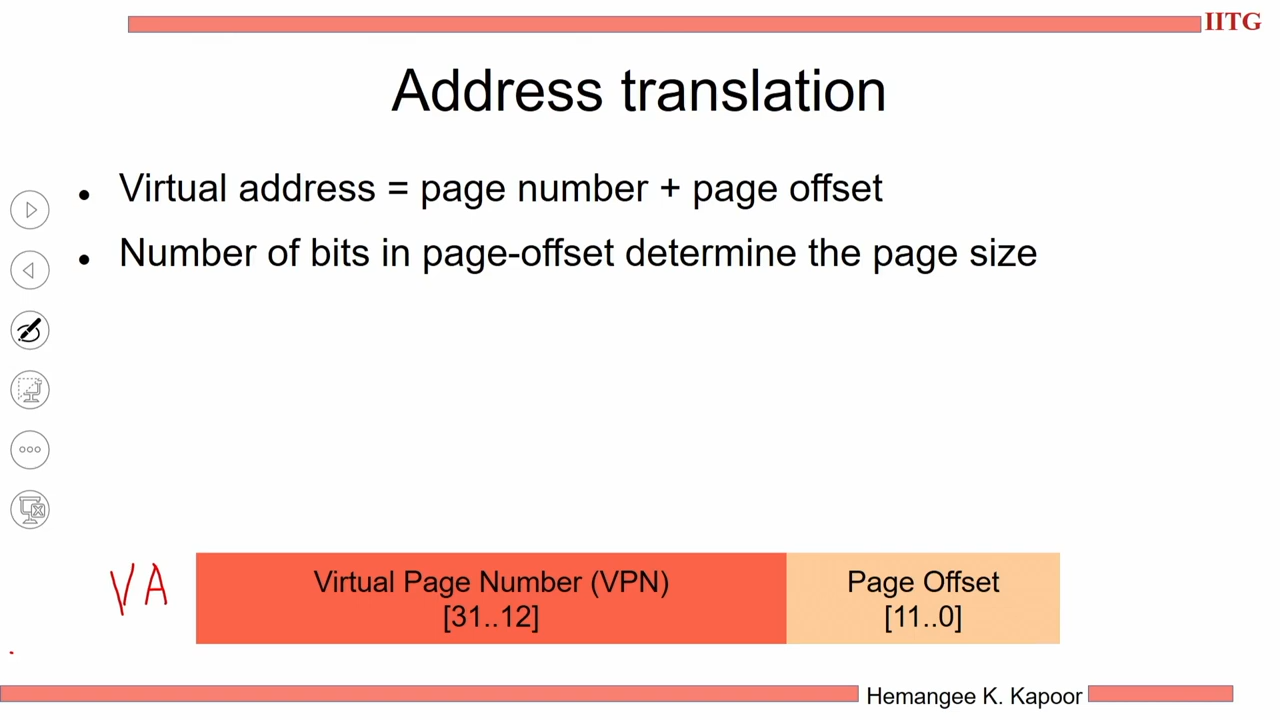 IITG
Address translation
• Virtual address = page number + page offset
• Number of bits in page-offset determine the page size
VA
Virtual Page Number (VPN)
[31..12]
Page Offset
[11..0]
Hemangee K. Kapoor